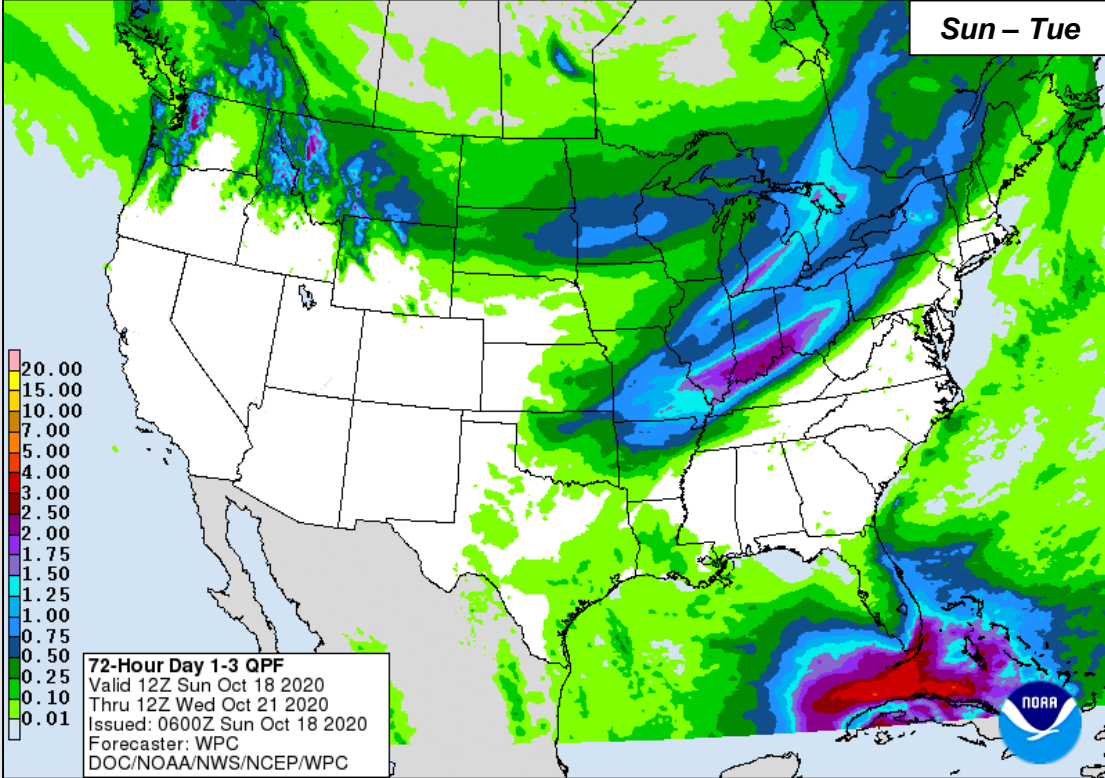 Sun – Tue
20.00
15.00
10.00
7.00
5.00
4.00
3.00
2.50
2.00
1.75
1.50
1.25
1.00
0.75
0.50
0.25
0.10
0.01
72-Hour Day 1-3 QPF
Valid 12Z Sun Oct 18 2020
Thru 12Z Wed Oct 21 2020
Issued: 0600Z Sun Oct 18 2020
Forecaster: WPC
DOC/NOAA/NWS/NCEP/WPC
NOAA